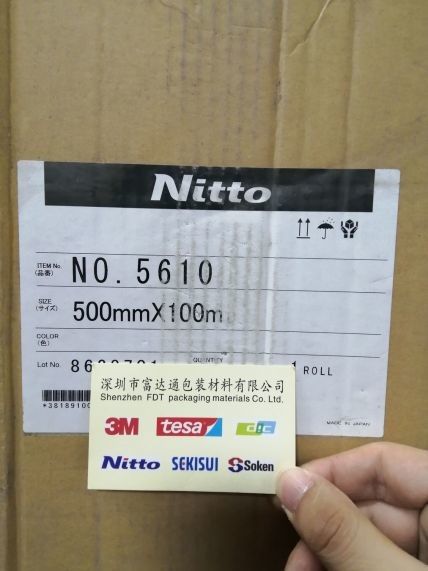 Nitto
ITEM No.
(品番)
NO. 5610
SIZE
(サイズ)
500mmX100m
COLOR
(色)
Lot No.
QUANTITY
1 ROLL
MADE IN JAPAN
深圳市富达通包装材料有限公司
Shenzhen FDT packaging materials Co. Ltd.
3M tesa dic
Nitto SEKISUI Soken